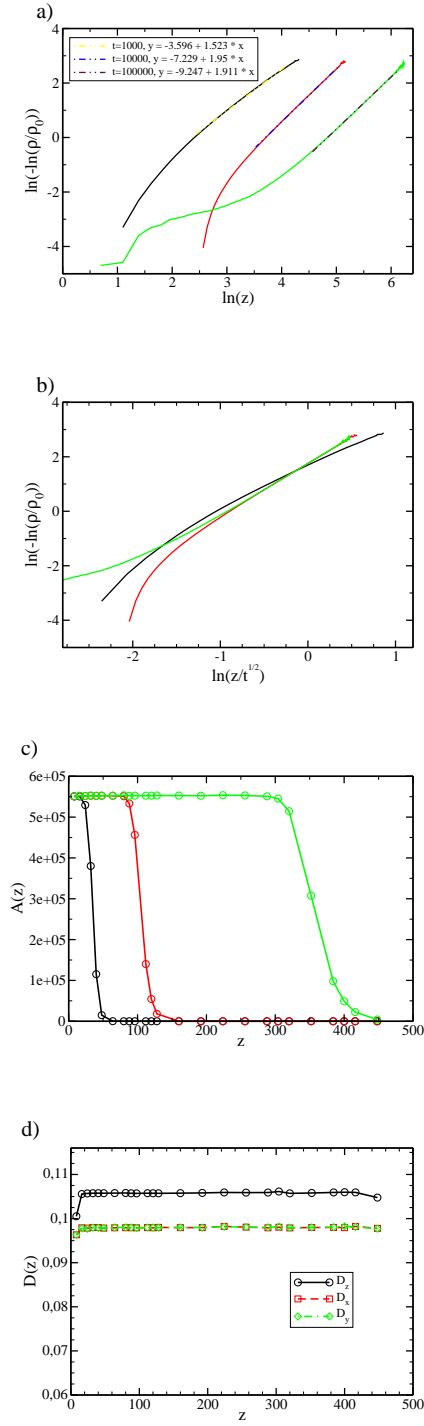 a)
t=1000, y = -3.596 + 1.523 * x
t=10000, y = -7.229 + 1.95 * x
t=100000, y = -9.247 + 1.911 * x
4
2
0
-2
-4
ln(-ln(ρ/ρ0))
0 1 2 3 4 5 6
ln(z)
b)
4
2
0
-2
-4
ln(-ln(ρ/ρ0))
-2 -1 0 1
ln(z/t^1/2)
c)
6e+05
5e+05
4e+05
3e+05
2e+05
1e+05
0
A(z)
0 100 200 300 400 500
z
d)
0,11
0,1
0,09
0,08
0,07
0,06
D(z)
D_z
D_x
D_y
0 100 200 300 400 500
z